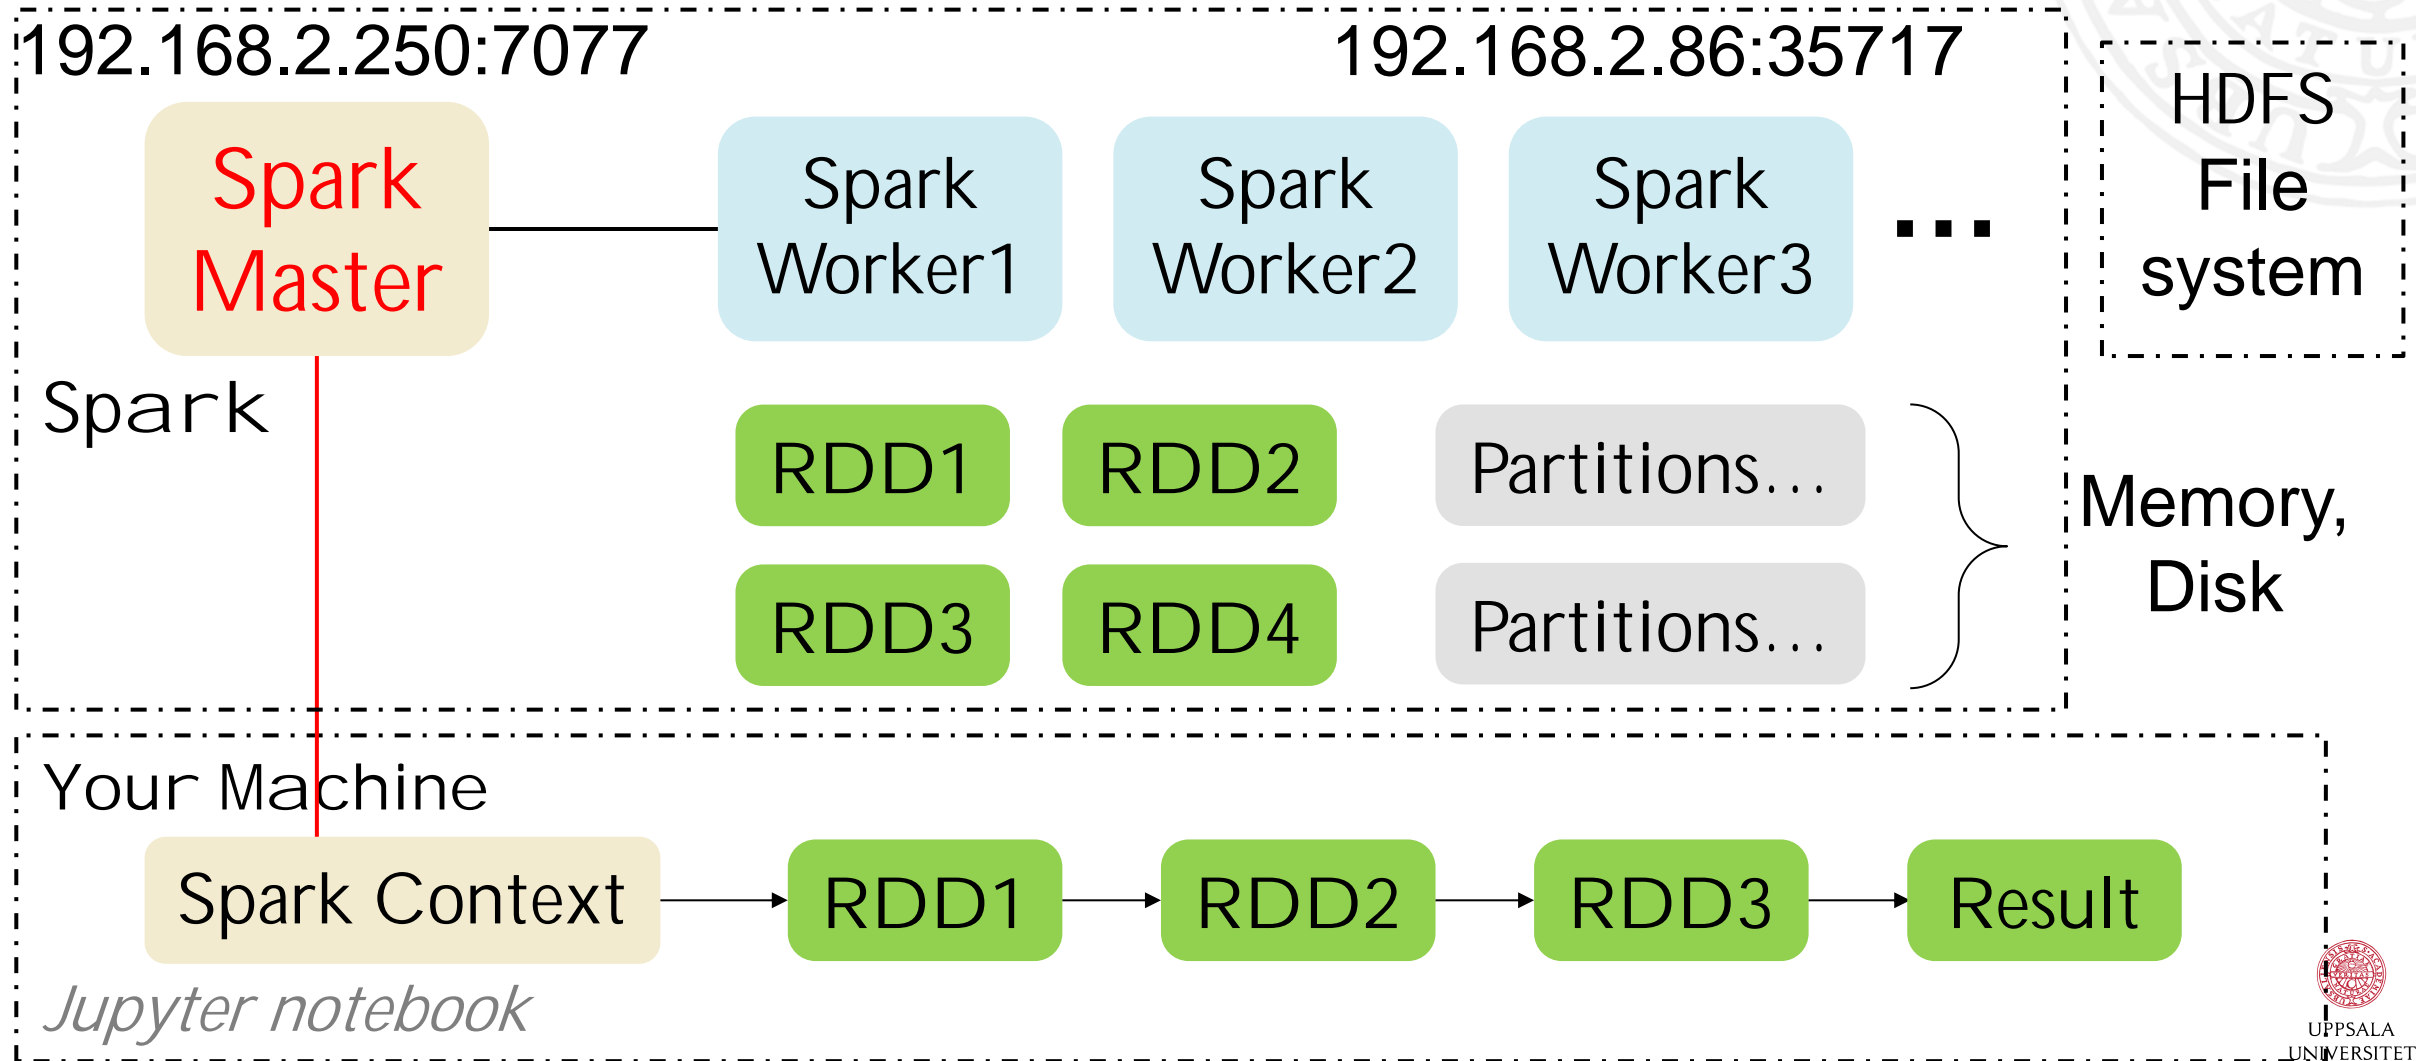 192.168.2.250:7077
192.168.2.86:35717
HDFS
File
system
Spark
Master
Spark
Worker1
Spark
Worker2
Spark
Worker3
...
Spark
RDD1
RDD2
Partitions...
RDD3
RDD4
Partitions...
Memory,
Disk
Your Machine
Spark Context
RDD1
RDD2
RDD3
Result
Jupyter notebook
UPPSALA
UNIVERSITET